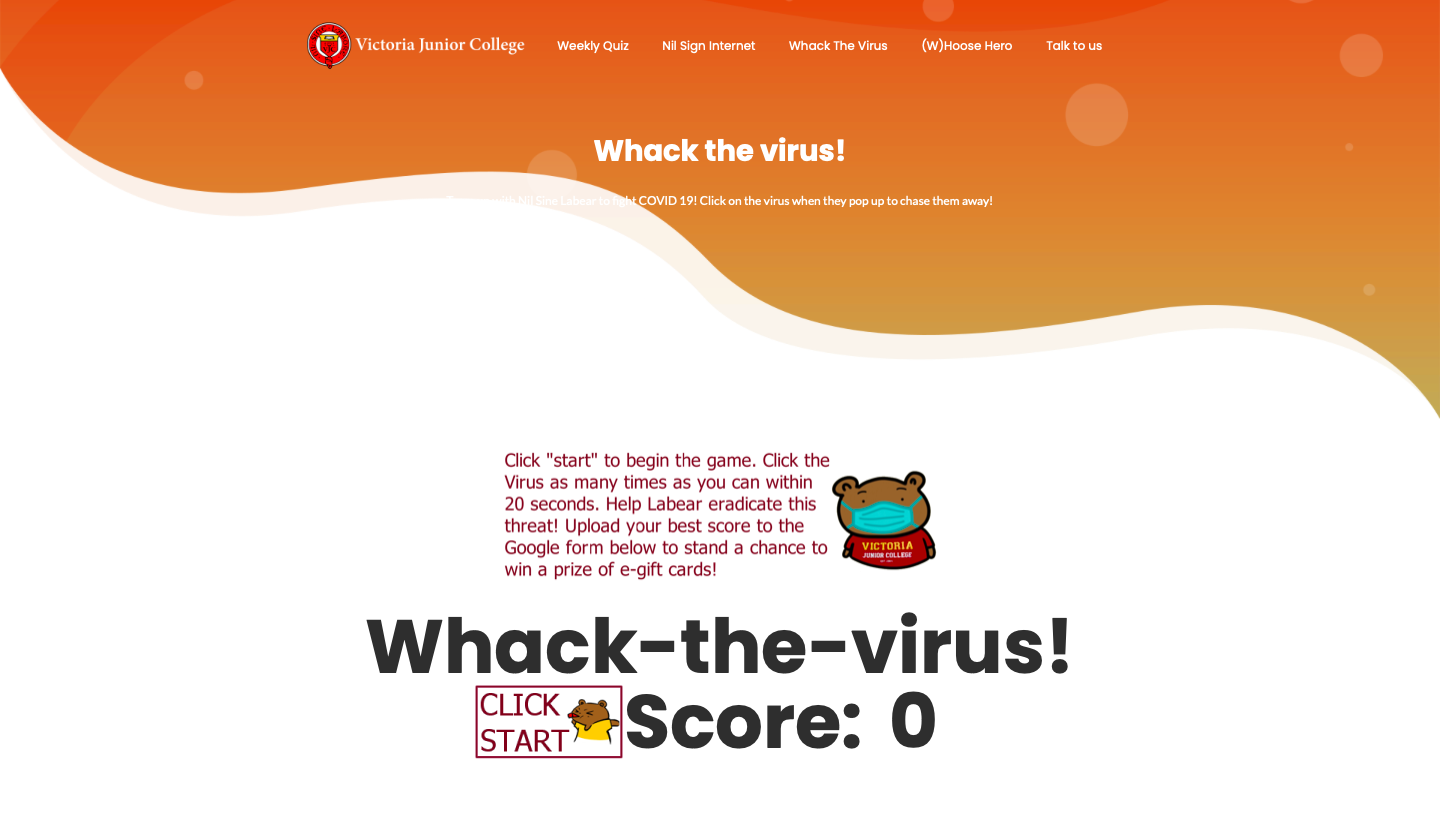 Victoria Junior College
Weekly Quiz
Nil Sign Internet
Whack The Virus
(W)Hoose Hero
Talk to us
Whack the virus!
with Nil Sine Labear to fight COVID 19! Click on the virus when they pop up to chase them away!
Click "start" to begin the game. Click the
Virus as many times as you can within
20 seconds. Help Labear eradicate this
threat! Upload your best score to the
Google form below to stand a chance to
win a prize of e-gift cards!
VICTORIA
JUNIOR COLLEGE
Whack-the-virus!
CLICK
START
Score: 0